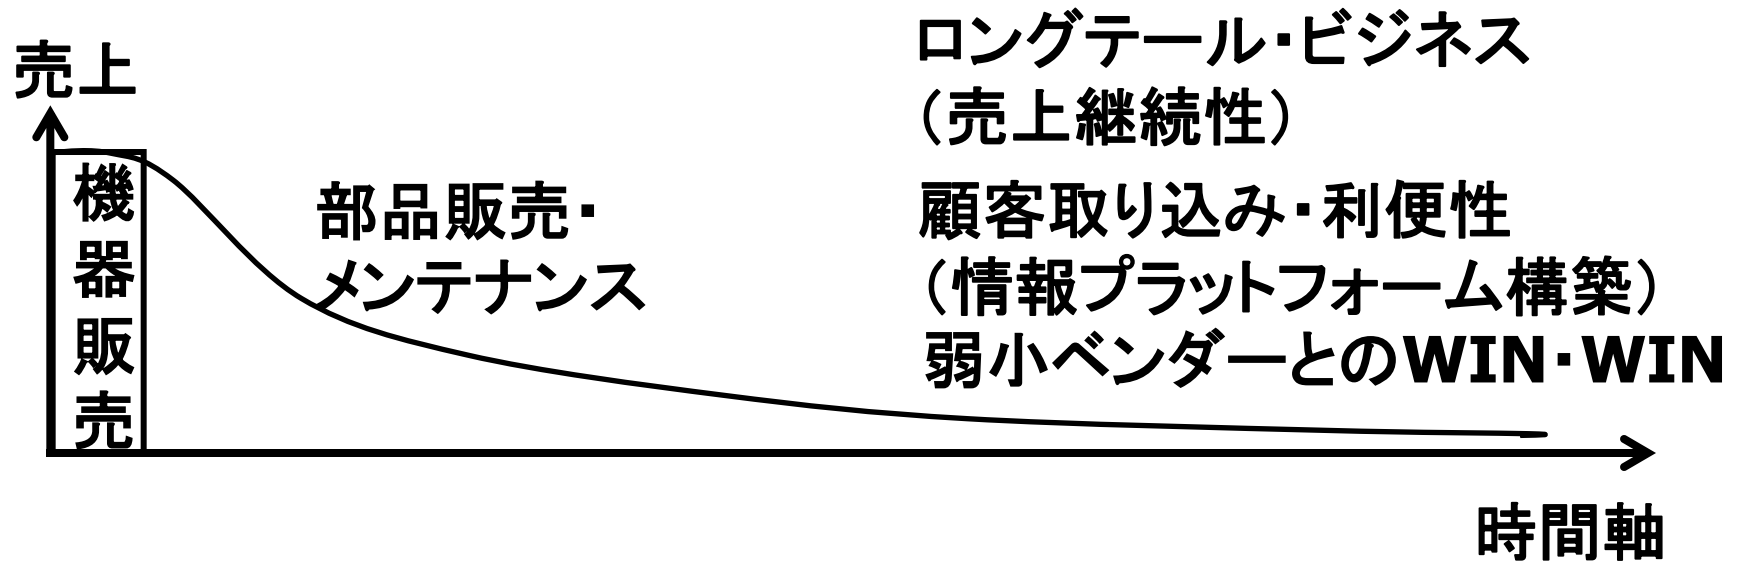 売上
機器販売
部品販売・
メンテナンス
ロングテール・ビジネス
（売上継続性）
顧客取り込み・利便性
（情報プラットフォーム構築）
弱小ベンダーとのWIN・WIN
時間軸